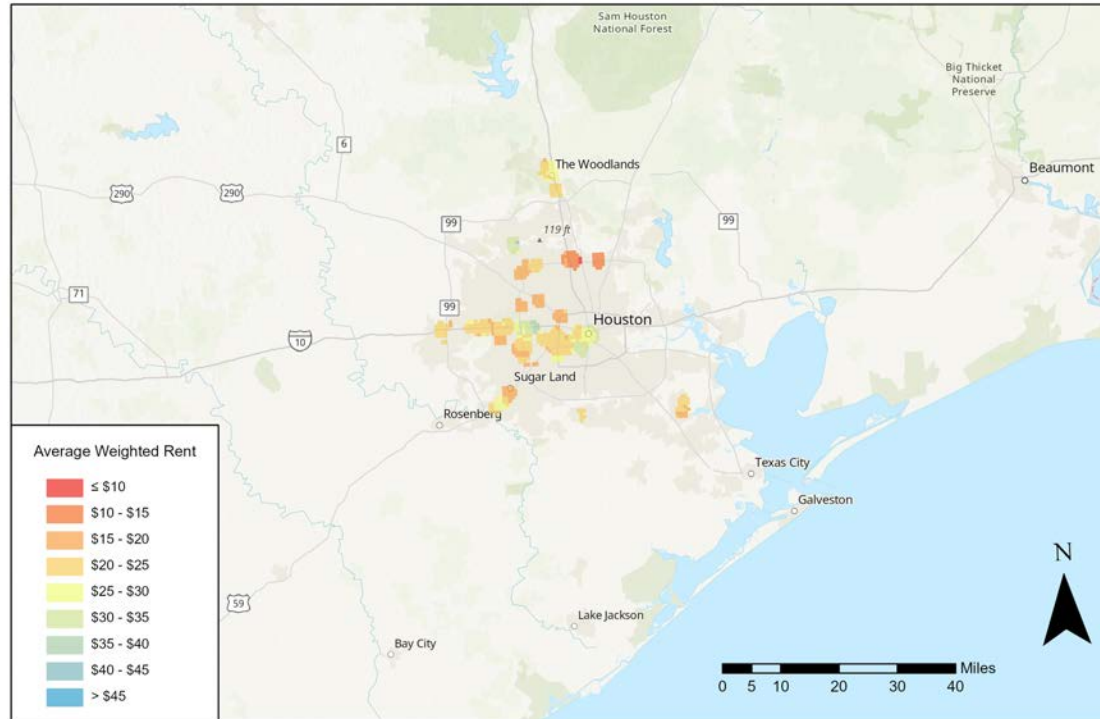 Sam Houston
National Forest
Big Thicket
National
Preserve
6
The Woodlands
Beaumont
290
290
99
99
119 ft
71
99
Houston
10
Sugar Land
Rosenberg
Average Weighted Rent
≤ $10
$10 - $15
$15 - $20
$20 - $25
$25 - $30
$30 - $35
$35 - $40
$40 - $45
> $45
Texas City
Galveston
N
59
Lake Jackson
Bay City
Miles
0 5 10 20 30 40